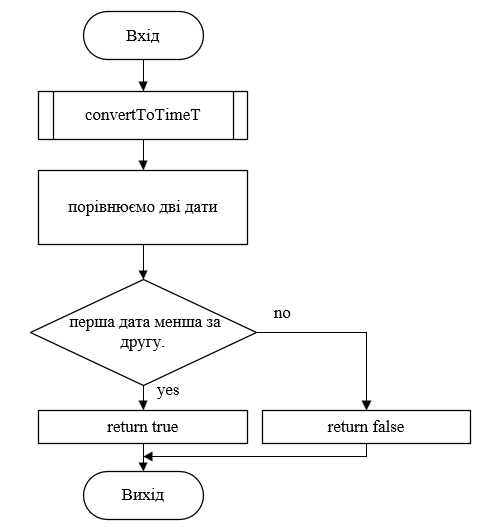 Вхід
convertToTimeT
порівнюємо дві дати
перша дата менша за
другу.
no
yes
return true
return false
Вихід